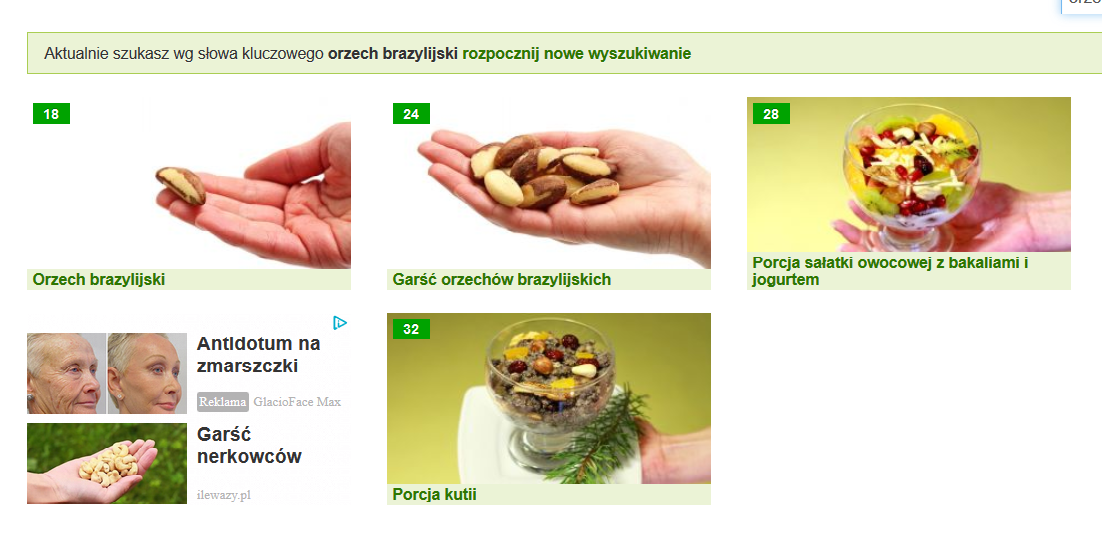 Aktualnie szukasz wg słowa kluczowego orzech brazylijski rozpocznij nowe wyszukiwanie
18
24
28
Orzech brazylijski
Garść orzechów brazylijskich
Porcja sałatki owocowej z bakaliami i
jogurtem
Antidotum na
zmarszczki
Reklama GlacioFace Max
Garść
nerkowców
ilewazy.pl
32
Porcja kutii